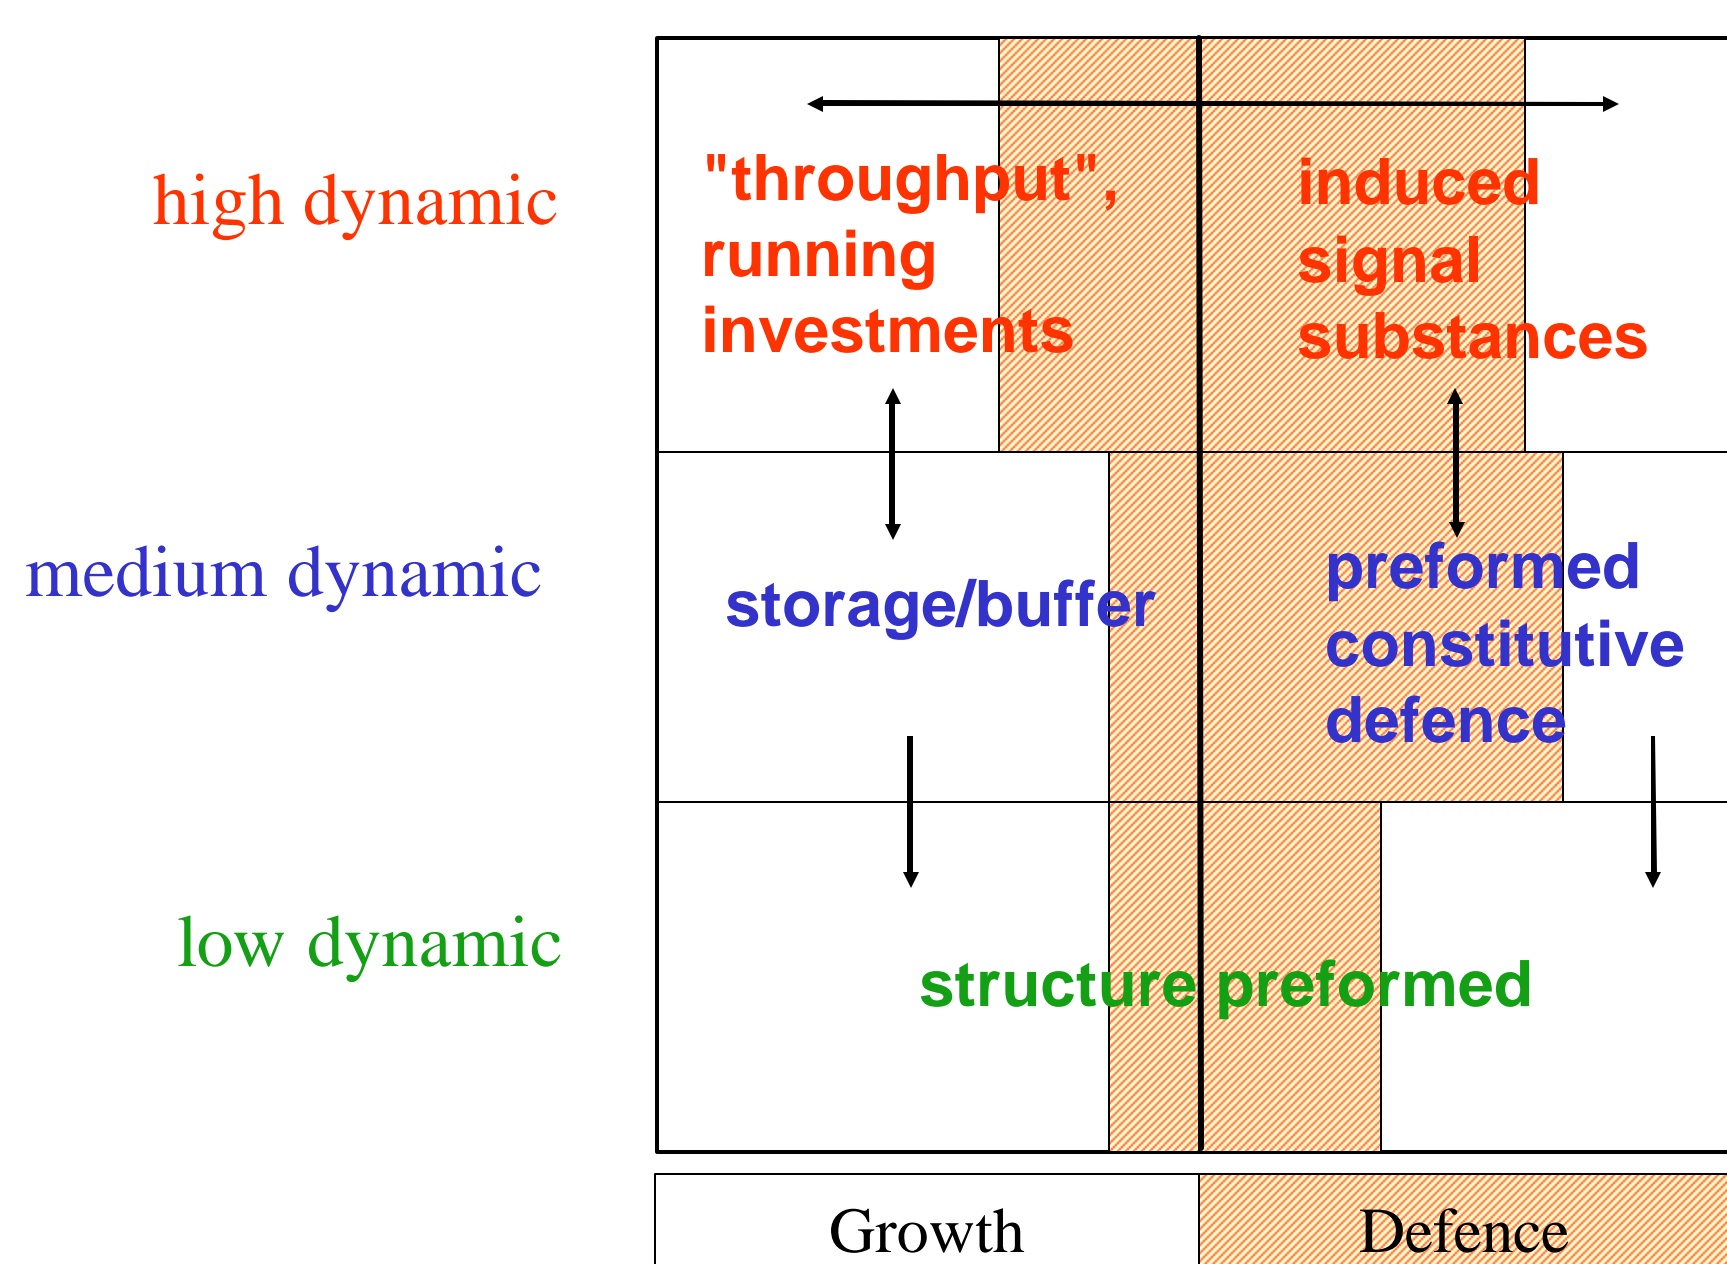 high dynamic
"throughput",
running
investments
induced
signal
substances
medium dynamic
storage/buffer
preformed
constitutive
defence
low dynamic
structure preformed
Growth
Defence